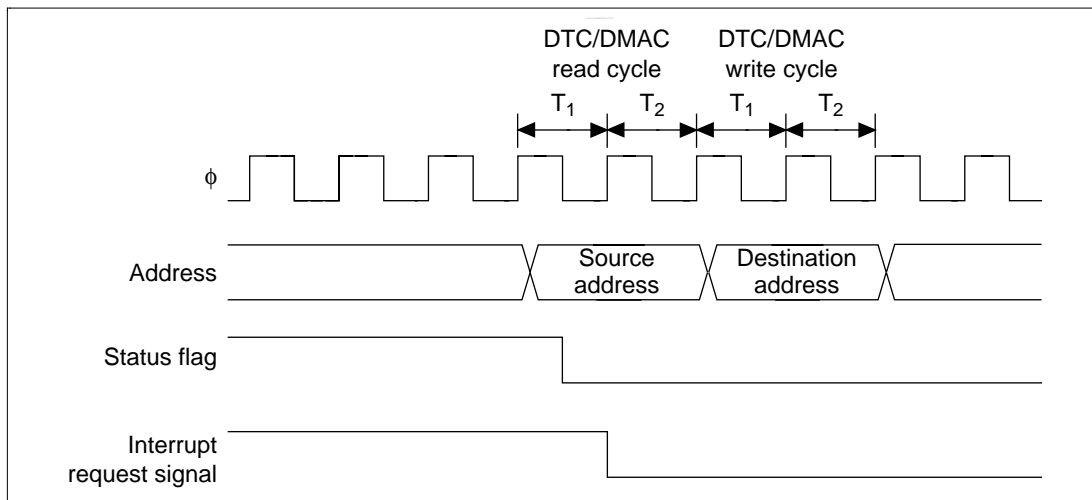 DTC/DMAC DTC/DMAC
read cycle write cycle
T1 T2 T1 T2
ϕ
Address
Source
address
Destination
address
Status flag
Interrupt
request signal